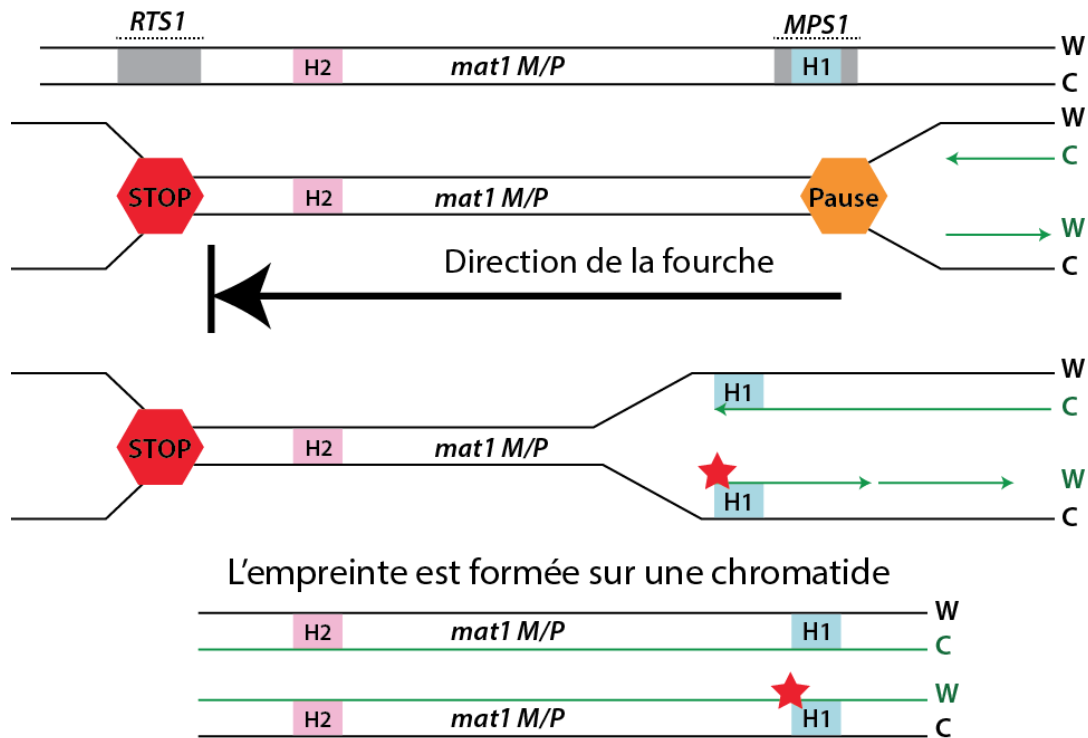 RTS1 MPS1
W
H2 mat1 M/P H1
C
W
C
STOP H2 mat1 M/P Pause
W
C
Direction de la fourche
W
H1
C
STOP H2 mat1 M/P
W
H1
C
L'empreinte est formée sur une chromatide
W
H2 mat1 M/P H1
C
W
H2 mat1 M/P H1
C